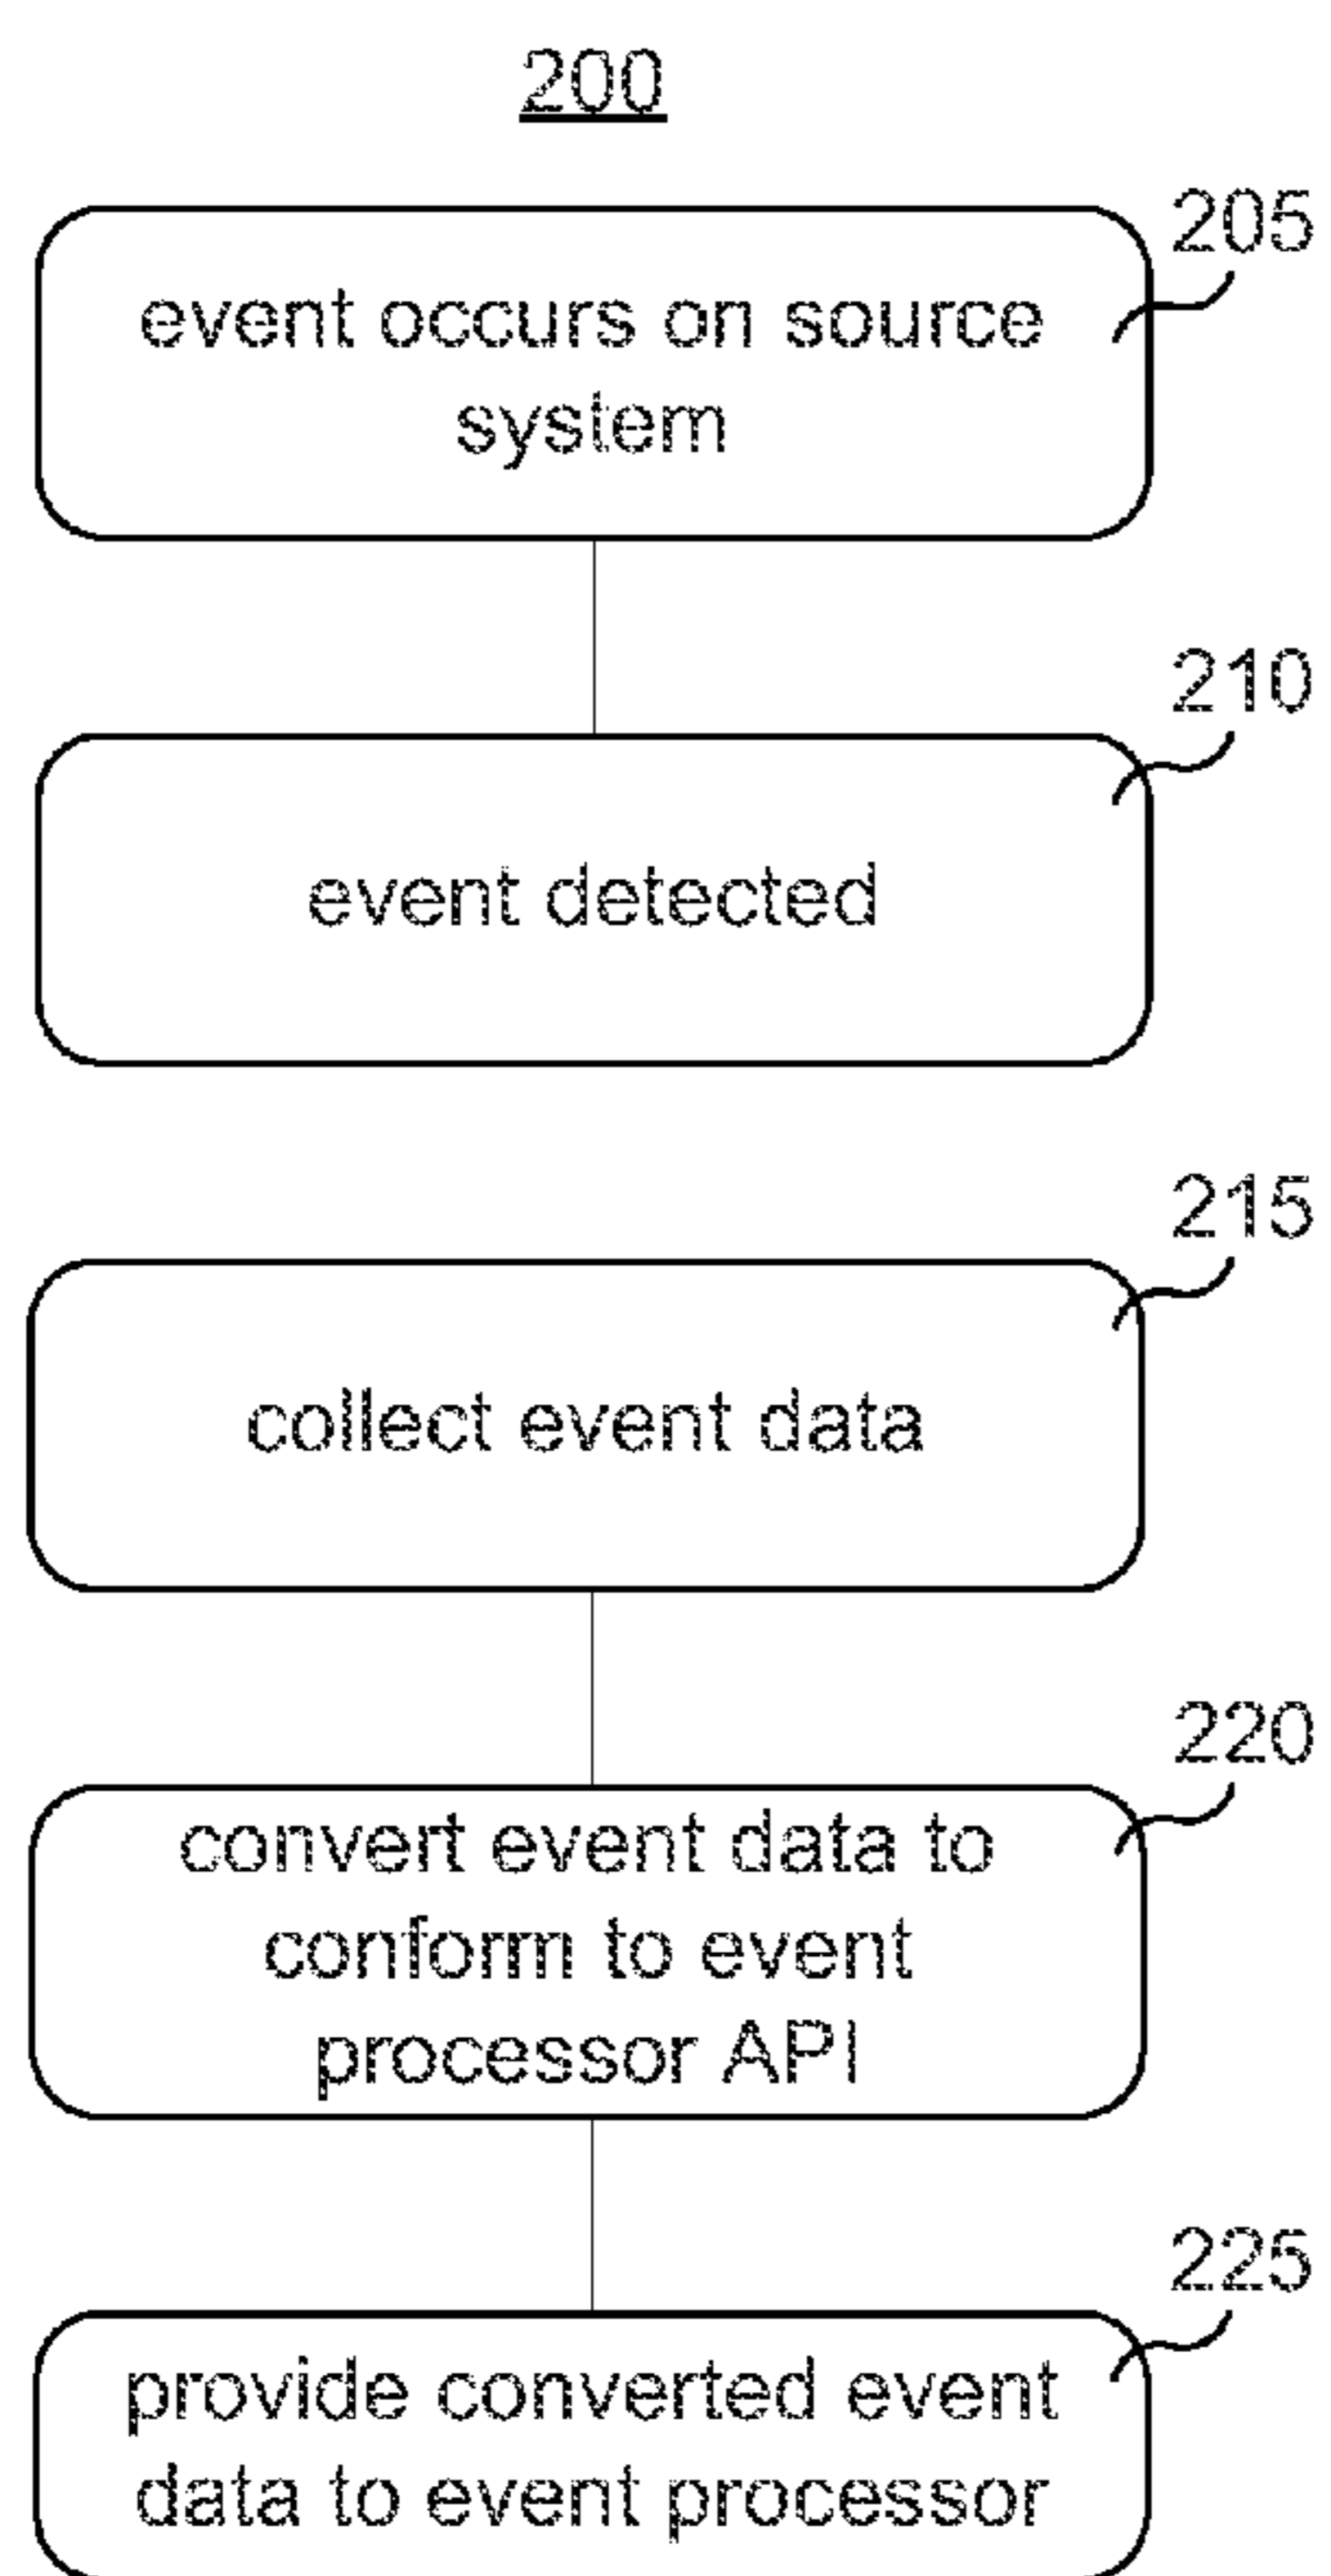 200
205
event occurs on source
system
210
event detected
215
collect event data
220
convert event data to
conform to event
processor API
225
provide converted event
data to event processor